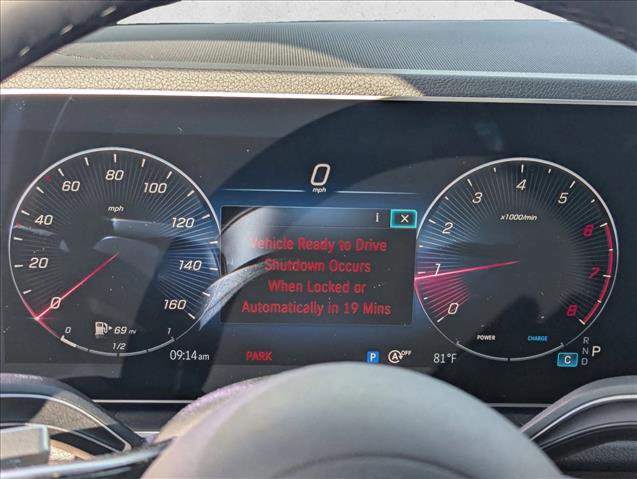 0
mph
i ×
Vehicle Ready to Drive
Shutdown Occurs
When Locked or
Automatically in 19 Mins
0 20 40 60 80 100 120 140 160
mph
69 mi
0 1/2 1
0 1 2 3 4 5 6 7 8
x1000/min
POWER CHARGE
09:14 am PARK P A OFF 81°F
C
R
N P
D